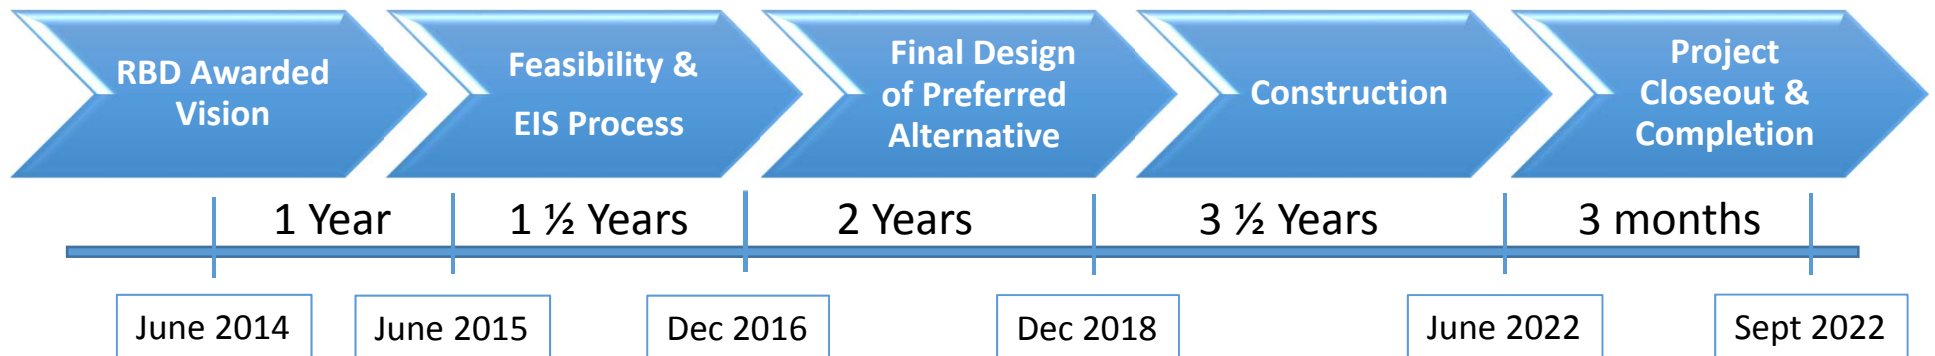 RBD Awarded
Vision
Feasibility &
EIS Process
Final Design
of Preferred
Alternative
Construction
Project
Closeout &
Completion
1 Year
1 ½ Years
2 Years
3 ½ Years
3 months
June 2014
June 2015
Dec 2016
Dec 2018
June 2022
Sept 2022